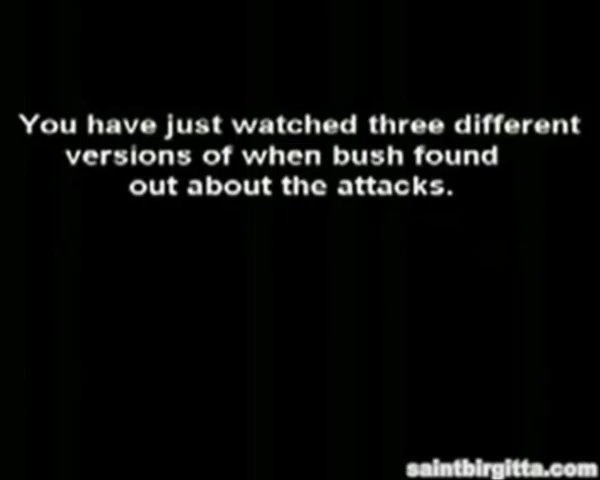 You have just watched three different
versions of when bush found
out about the attacks.
saintbirgitta.com